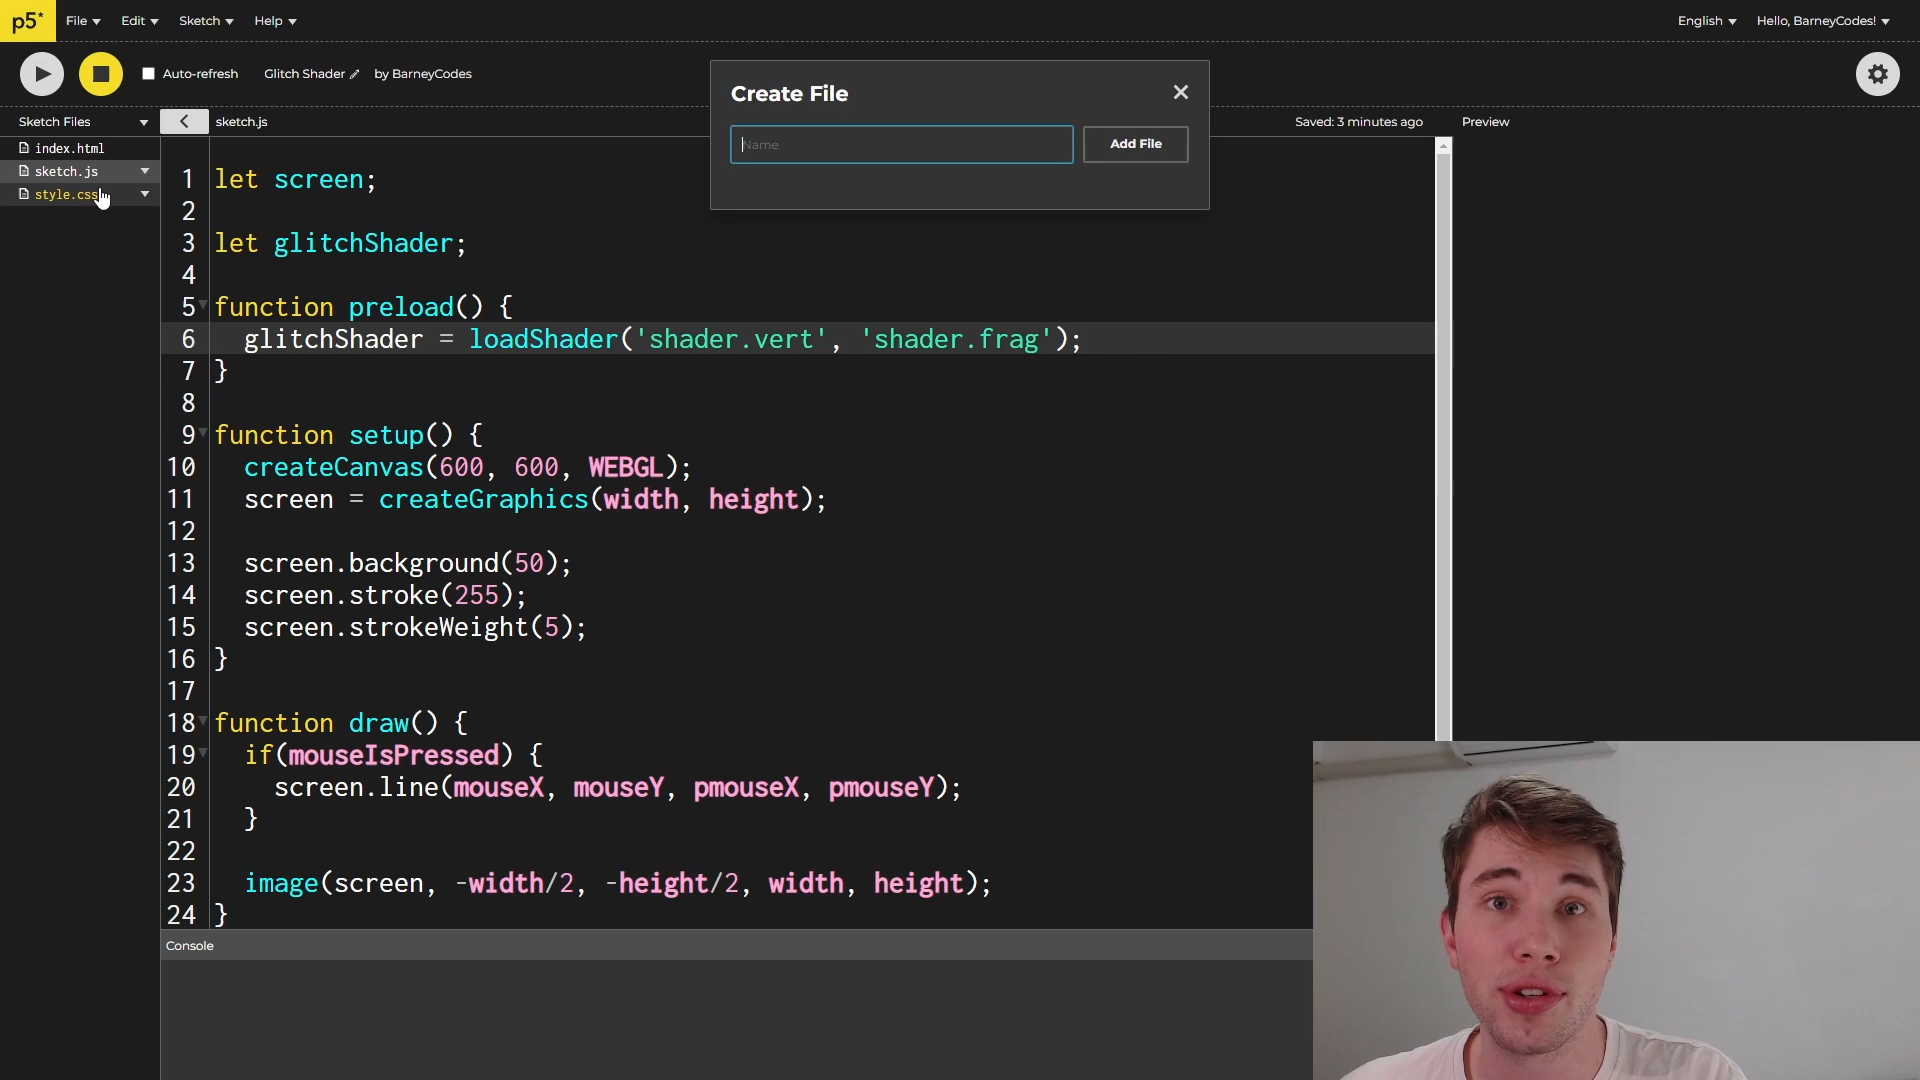 p5* File Edit Sketch Help English Hello, BarneyCodes!
Auto-refresh Glitch Shader by BarneyCodes
Create File
Name Add File
Sketch Files sketch.js Saved: 3 minutes ago Preview
index.html
sketch.js
style.css
1 let screen;
2
3 let glitchShader;
4
5 function preload() {
6 glitchShader = loadShader('shader.vert', 'shader.frag');
7 }
8
9 function setup() {
10 createCanvas(600, 600, WEBGL);
11 screen = createGraphics(width, height);
12
13 screen.background(50);
14 screen.stroke(255);
15 screen.strokeWeight(5);
16 }
17
18 function draw() {
19 if(mouseIsPressed) {
20 screen.line(mouseX, mouseY, pmouseX, pmouseY);
21 }
22
23 image(screen, -width/2, -height/2, width, height);
24 }
Console